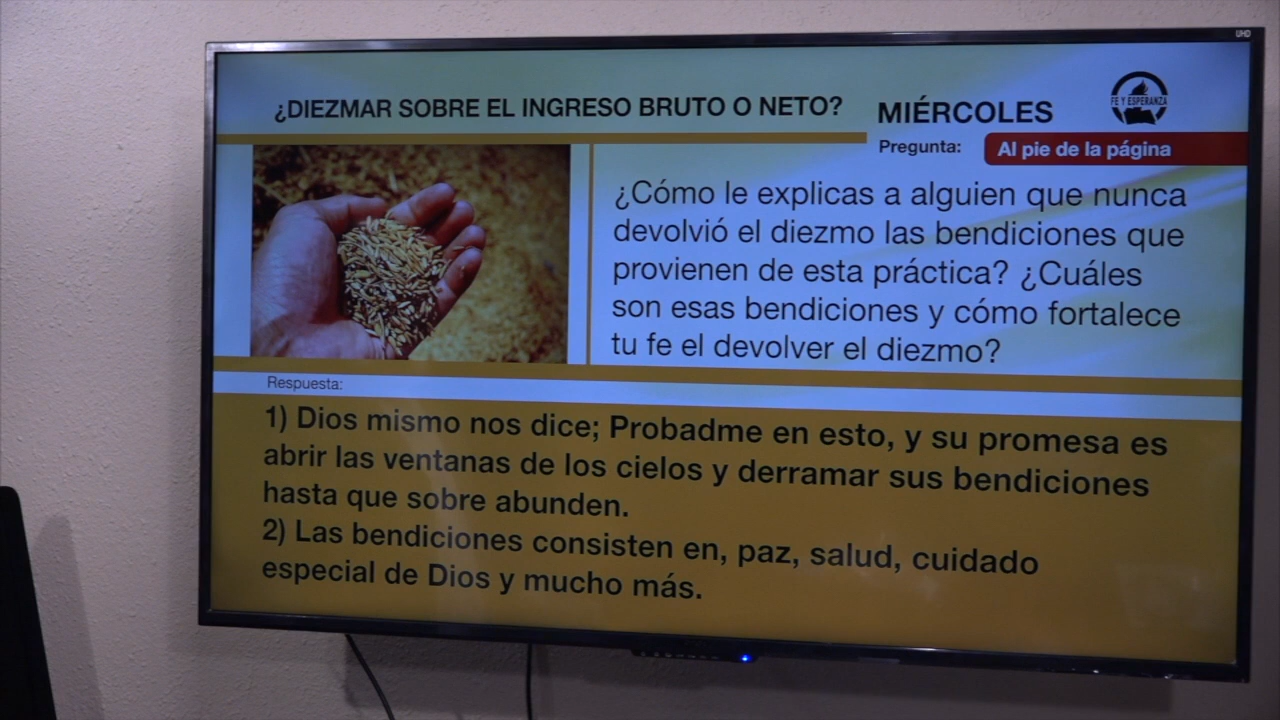 UHD
¿DIEZMAR SOBRE EL INGRESO BRUTO O NETO?
MIÉRCOLES
FE Y ESPERANZA
Pregunta:
Al pie de la página
¿Cómo le explicas a alguien que nunca
devolvió el diezmo las bendiciones que
provienen de esta práctica? ¿Cuáles
son esas bendiciones y cómo fortalece
tu fe el devolver el diezmo?
Respuesta:
1) Dios mismo nos dice; Probadme en esto, y su promesa es
abrir las ventanas de los cielos y derramar sus bendiciones
hasta que sobre abunden.
2) Las bendiciones consisten en, paz, salud, cuidado
especial de Dios y mucho más.